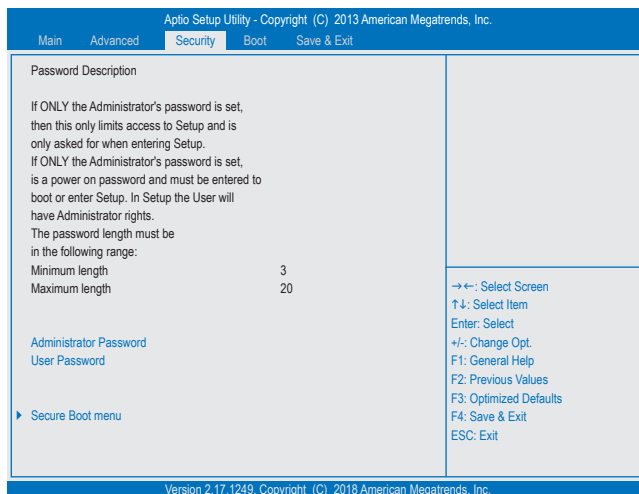 Aptio Setup Utility - Copyright (C) 2013 American Megatrends, Inc.
Main Advanced Security Boot Save & Exit
Password Description
If ONLY the Administrator's password is set,
then this only limits access to Setup and is
only asked for when entering Setup.
If ONLY the Administrator's password is set,
is a power on password and must be entered to
boot or enter Setup. In Setup the User will
have Administrator rights.
The password length must be
in the following range:
Minimum length 3
Maximum length 20
Administrator Password
User Password
Secure Boot menu
→←: Select Screen
↑↓: Select Item
Enter: Select
+/-: Change Opt.
F1: General Help
F2: Previous Values
F3: Optimized Defaults
F4: Save & Exit
ESC: Exit
Version 2.17.1249. Copyright (C) 2018 American Megatrends, Inc.